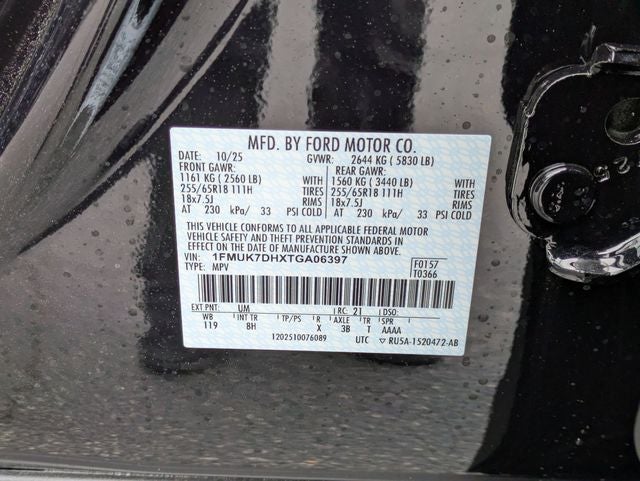 MFD. BY FORD MOTOR CO.
DATE: 10/25 GVWR: 2644 KG ( 5830 LB)
FRONT GAWR: REAR GAWR:
1161 KG ( 2560 LB) WITH 1560 KG ( 3440 LB) WITH
255/65R18 111H TIRES 255/65R18 111H TIRES
18x7.5J RIMS 18x7.5J RIMS
AT 230 kPa/ 33 PSI COLD AT 230 kPa/ 33 PSI COLD
THIS VEHICLE CONFORMS TO ALL APPLICABLE FEDERAL MOTOR
VEHICLE SAFETY AND THEFT PREVENTION STANDARDS IN
EFFECT ON THE DATE OF MANUFACTURE SHOWN ABOVE.
VIN: 1FMUK7DHXTGA06397 F0157
TYPE: MPV T0366
EXT PNT: UM RC: 21
WB INT TR TP/PS R AXLE TR SPR
119 8H X 3B T AAAA
1202510076089 UTC ▽ RU5A-1520472-AB